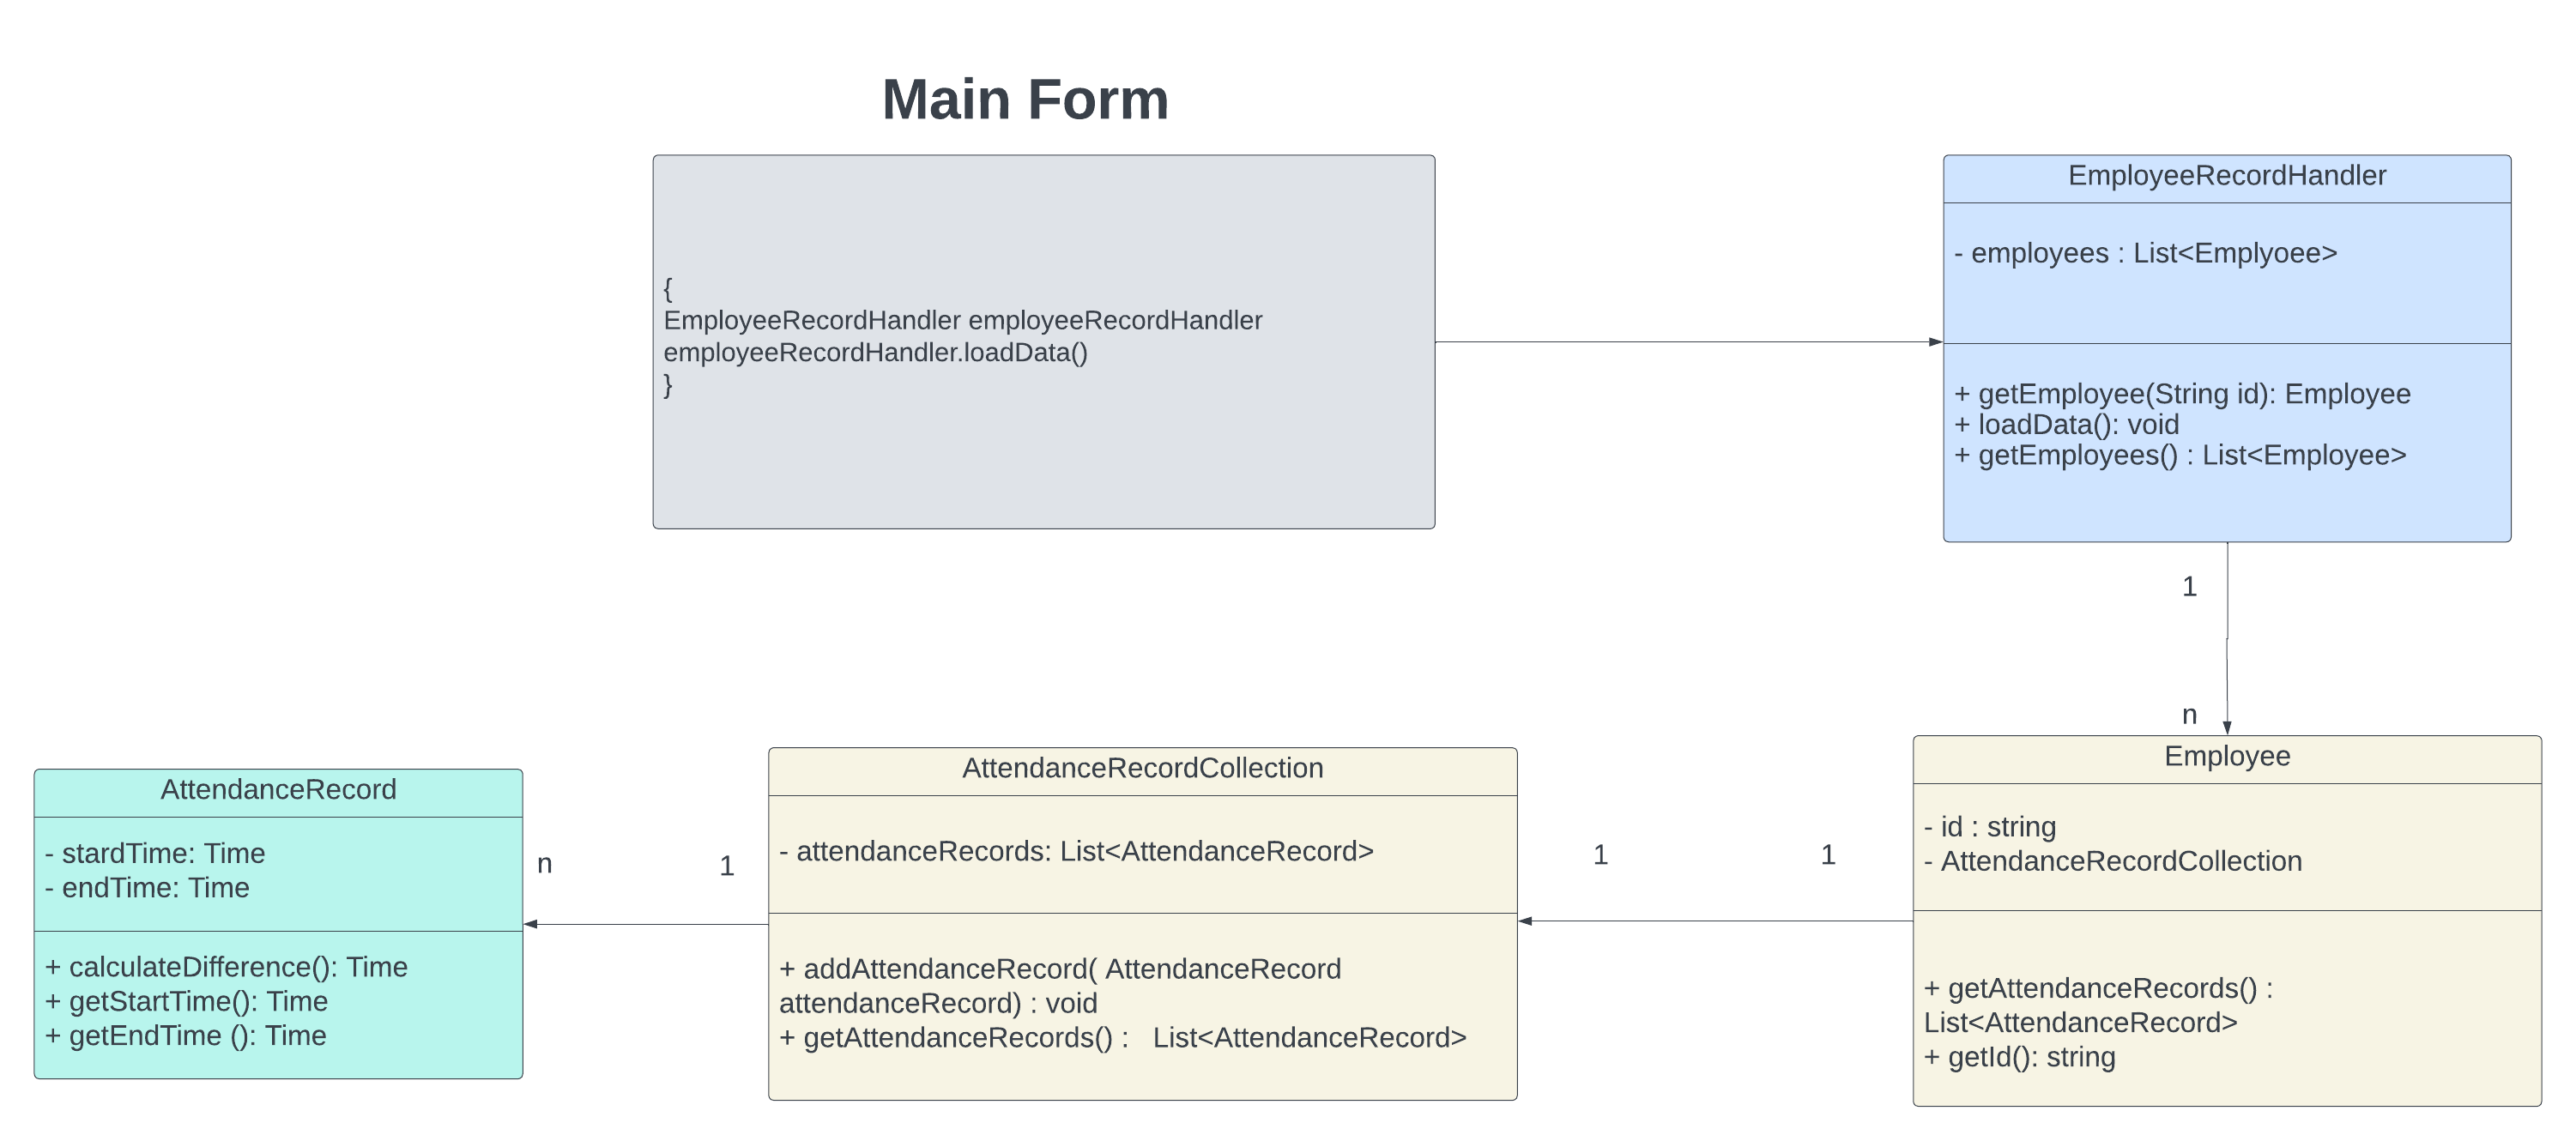 Main Form
{
EmployeeRecordHandler employeeRecordHandler
employeeRecordHandler.loadData()
}
EmployeeRecordHandler
- employees : List<Emplyoee>
+ getEmployee(String id): Employee
+ loadData(): void
+ getEmployees() : List<Employee>
1
n
AttendanceRecord
- stardTime: Time
- endTime: Time
+ calculateDifference(): Time
+ getStartTime(): Time
+ getEndTime (): Time
n
1
AttendanceRecordCollection
- attendanceRecords: List<AttendanceRecord>
+ addAttendanceRecord( AttendanceRecord
attendanceRecord) : void
+ getAttendanceRecords() :   List<AttendanceRecord>
1
1
Employee
- id : string
- AttendanceRecordCollection
+ getAttendanceRecords() :
List<AttendanceRecord>
+ getId(): string